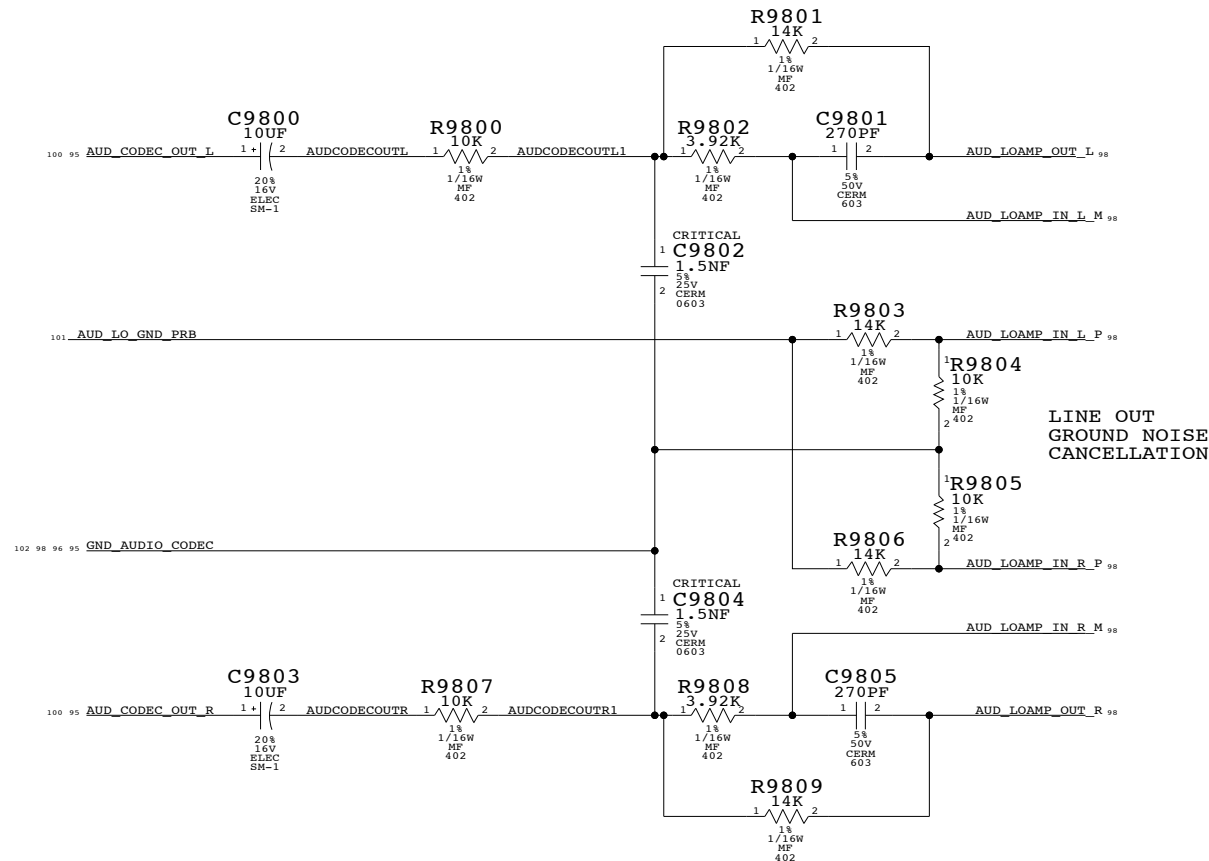 R9801
14K
1 2
1%
1/16W
MF
402
C9800
10UF
1 + 2
20%
16V
ELEC
SM-1
R9800
10K
1 2
1%
1/16W
MF
402
R9802
3.92K
1 2
1%
1/16W
MF
402
C9801
270PF
1 2
5%
50V
CERM
603
100 95 AUD_CODEC_OUT_L
AUDCODECOUTL
AUDCODECOUTL1
AUD_LOAMP_OUT_L 98
AUD_LOAMP_IN_L_M 98
CRITICAL
1 C9802
1.5NF
5%
25V
2 CERM
0603
101 AUD_LO_GND_PRB
R9803
14K
1 2
1%
1/16W
MF
402
AUD_LOAMP_IN_L_P 98
1 R9804
10K
1%
1/16W
MF
2 402
LINE OUT
GROUND NOISE
CANCELLATION
1 R9805
10K
1%
1/16W
MF
2 402
102 98 96 95 GND_AUDIO_CODEC
R9806
14K
1 2
1%
1/16W
MF
402
AUD_LOAMP_IN_R_P 98
CRITICAL
1 C9804
1.5NF
5%
25V
2 CERM
0603
AUD_LOAMP_IN_R_M 98
C9803
10UF
1 + 2
20%
16V
ELEC
SM-1
R9807
10K
1 2
1%
1/16W
MF
402
R9808
3.92K
1 2
1%
1/16W
MF
402
C9805
270PF
1 2
5%
50V
CERM
603
100 95 AUD_CODEC_OUT_R
AUDCODECOUTR
AUDCODECOUTR1
AUD_LOAMP_OUT_R 98
R9809
14K
1 2
1%
1/16W
MF
402